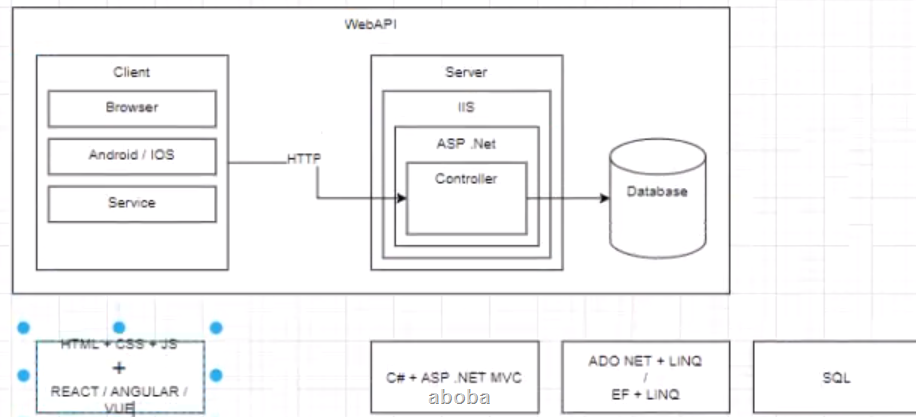 WebAPI
Client
Browser
Android / IOS
Service
HTTP
Server
IIS
ASP .Net
Controller
Database
HTML + CSS + JS
+
REACT / ANGULAR /
VUE
C# + ASP .NET MVC
aboba
ADO NET + LINQ
/
EF + LINQ
SQL